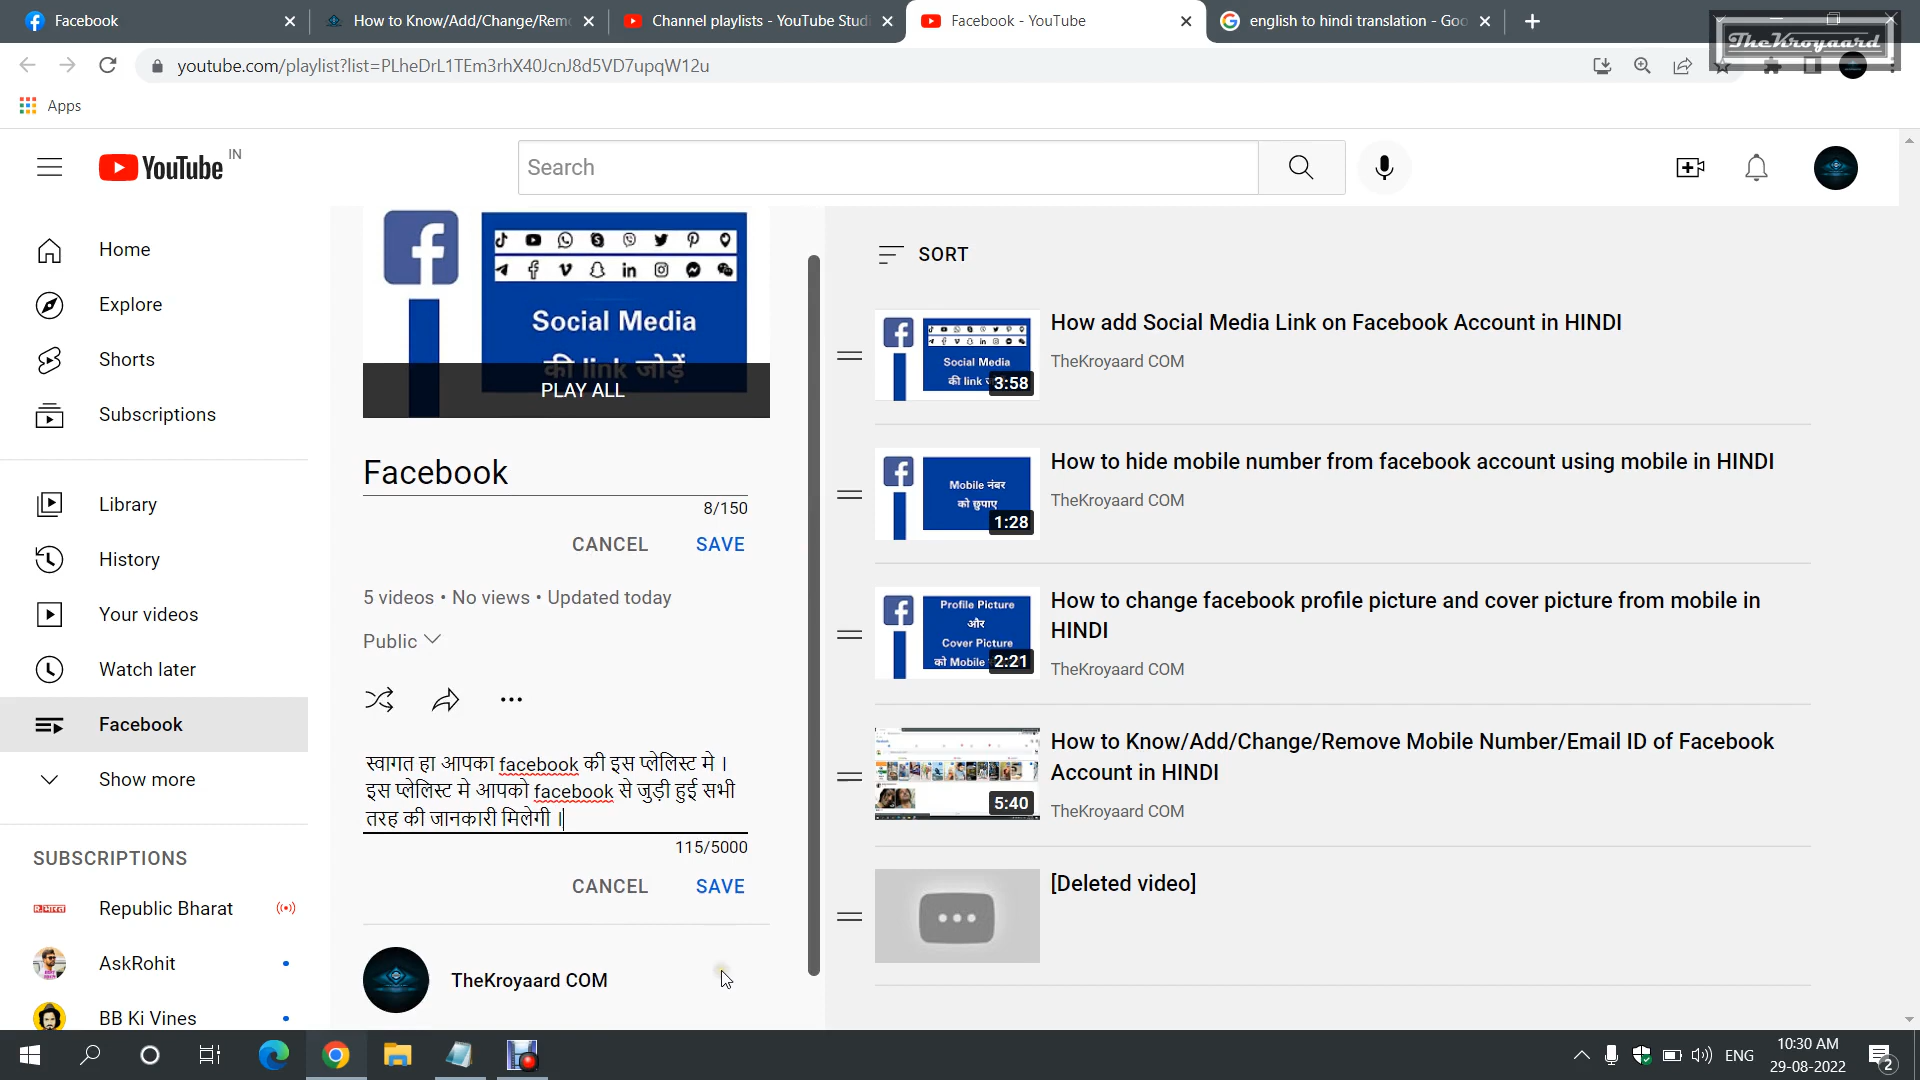 Facebook
How to Know/Add/Change/Rem
Channel playlists - YouTube Studi
Facebook - YouTube
english to hindi translation - Goo
TheKroyaard
youtube.com/playlist?list=PLheDrL1TEm3rhX40JcnJ8d5VD7upqW12u
Apps
YouTube IN
Search
Home
Explore
Shorts
Subscriptions
Library
History
Your videos
Watch later
Facebook
Show more
SUBSCRIPTIONS
Republic Bharat
AskRohit
BB Ki Vines
Social Media
की link जोड़ें
PLAY ALL
Facebook
8/150
CANCEL SAVE
5 videos • No views • Updated today
Public
स्वागत हा आपका facebook की इस प्लेलिस्ट मे ।
इस प्लेलिस्ट मे आपको facebook से जुड़ी हुई सभी
तरह की जानकारी मिलेगी ।
115/5000
CANCEL SAVE
TheKroyaard COM
SORT
Social Media
की link
3:58
How add Social Media Link on Facebook Account in HINDI
TheKroyaard COM
Mobile नंबर
को छुपाए
1:28
How to hide mobile number from facebook account using mobile in HINDI
TheKroyaard COM
Profile Picture
और
Cover Picture
को Mobile
2:21
How to change facebook profile picture and cover picture from mobile in
HINDI
TheKroyaard COM
5:40
How to Know/Add/Change/Remove Mobile Number/Email ID of Facebook
Account in HINDI
TheKroyaard COM
[Deleted video]
ENG
10:30 AM
29-08-2022
2